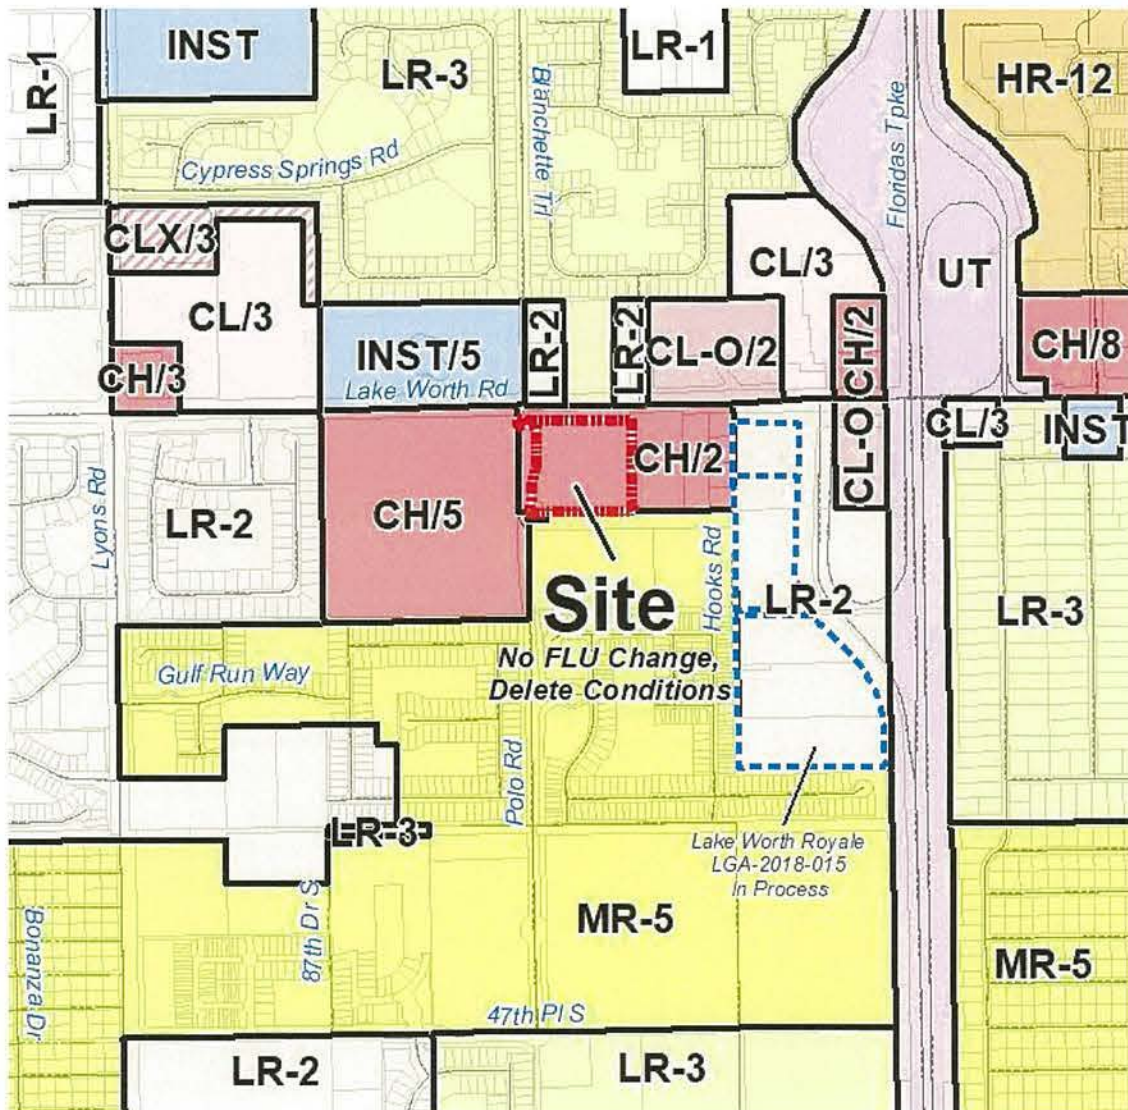 INST
LR-1
LR-1
LR-3
HR-12
Blanchette Trl
Floridas Tpke
Cypress Springs Rd
CLX/3
CL/3
UT
CL/3
LR-2
LR-2
CL-O/2
CL-O CH/2
CH/8
INST/5
CH/3
Lake Worth Rd
CL/3
INST
CH/2
CH/5
LR-2
Lyons Rd
Site
No FLU Change,
Delete Conditions
Hooks Rd
LR-2
LR-3
Gulf Run Way
Polo Rd
LR-3
Lake Worth Royale
LGA-2018-015
In Process
87th Dr S
Bonanza Dr
MR-5
MR-5
47th Pl S
LR-2
LR-3